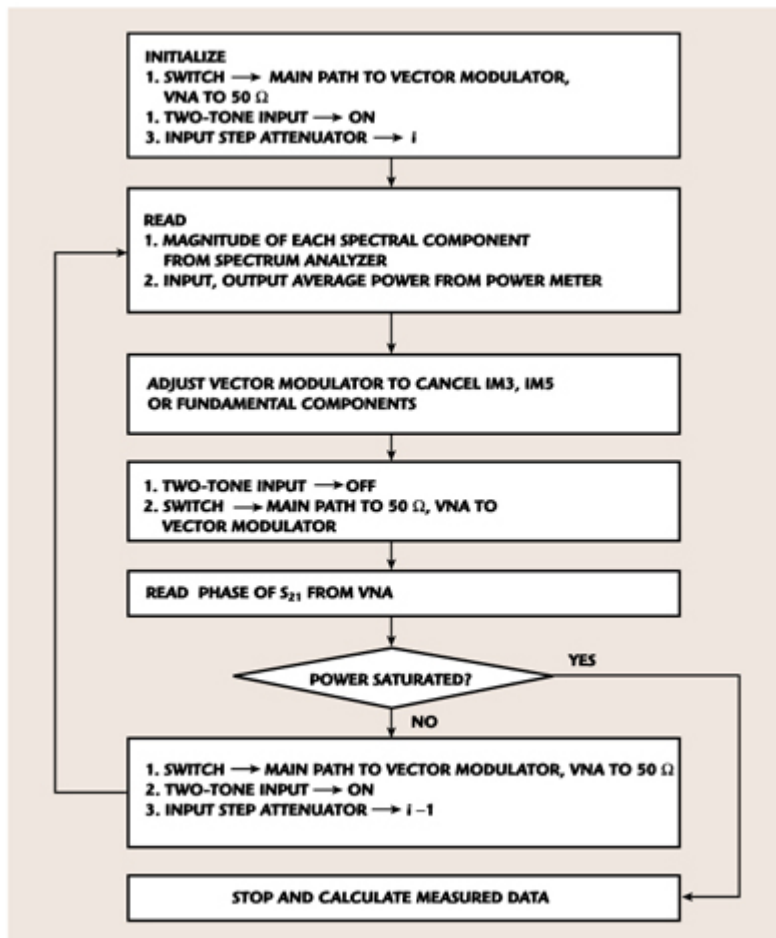 INITIALIZE
1. SWITCH → MAIN PATH TO VECTOR MODULATOR,
VNA TO 50 Ω
1. TWO-TONE INPUT → ON
3. INPUT STEP ATTENUATOR → i
READ
1. MAGNITUDE OF EACH SPECTRAL COMPONENT
FROM SPECTRUM ANALYZER
2. INPUT, OUTPUT AVERAGE POWER FROM POWER METER
ADJUST VECTOR MODULATOR TO CANCEL IM3, IM5
OR FUNDAMENTAL COMPONENTS
1. TWO-TONE INPUT → OFF
2. SWITCH → MAIN PATH TO 50 Ω, VNA TO
VECTOR MODULATOR
READ PHASE OF S₂₁ FROM VNA
POWER SATURATED?
YES
NO
1. SWITCH → MAIN PATH TO VECTOR MODULATOR, VNA TO 50 Ω
2. TWO-TONE INPUT → ON
3. INPUT STEP ATTENUATOR → i –1
STOP AND CALCULATE MEASURED DATA